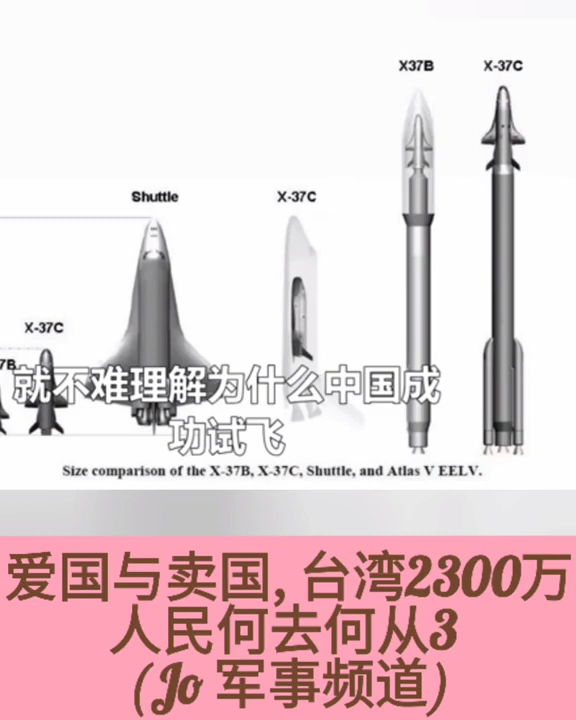 X37B X-37C
Shuttle X-37C
X-37C
7B
就不难理解为什么中国成
功试飞
Size comparison of the X-37B, X-37C, Shuttle, and Atlas V EELV.
爱国与卖国,台湾2300万
人民何去何从3
(Jo 军事频道)